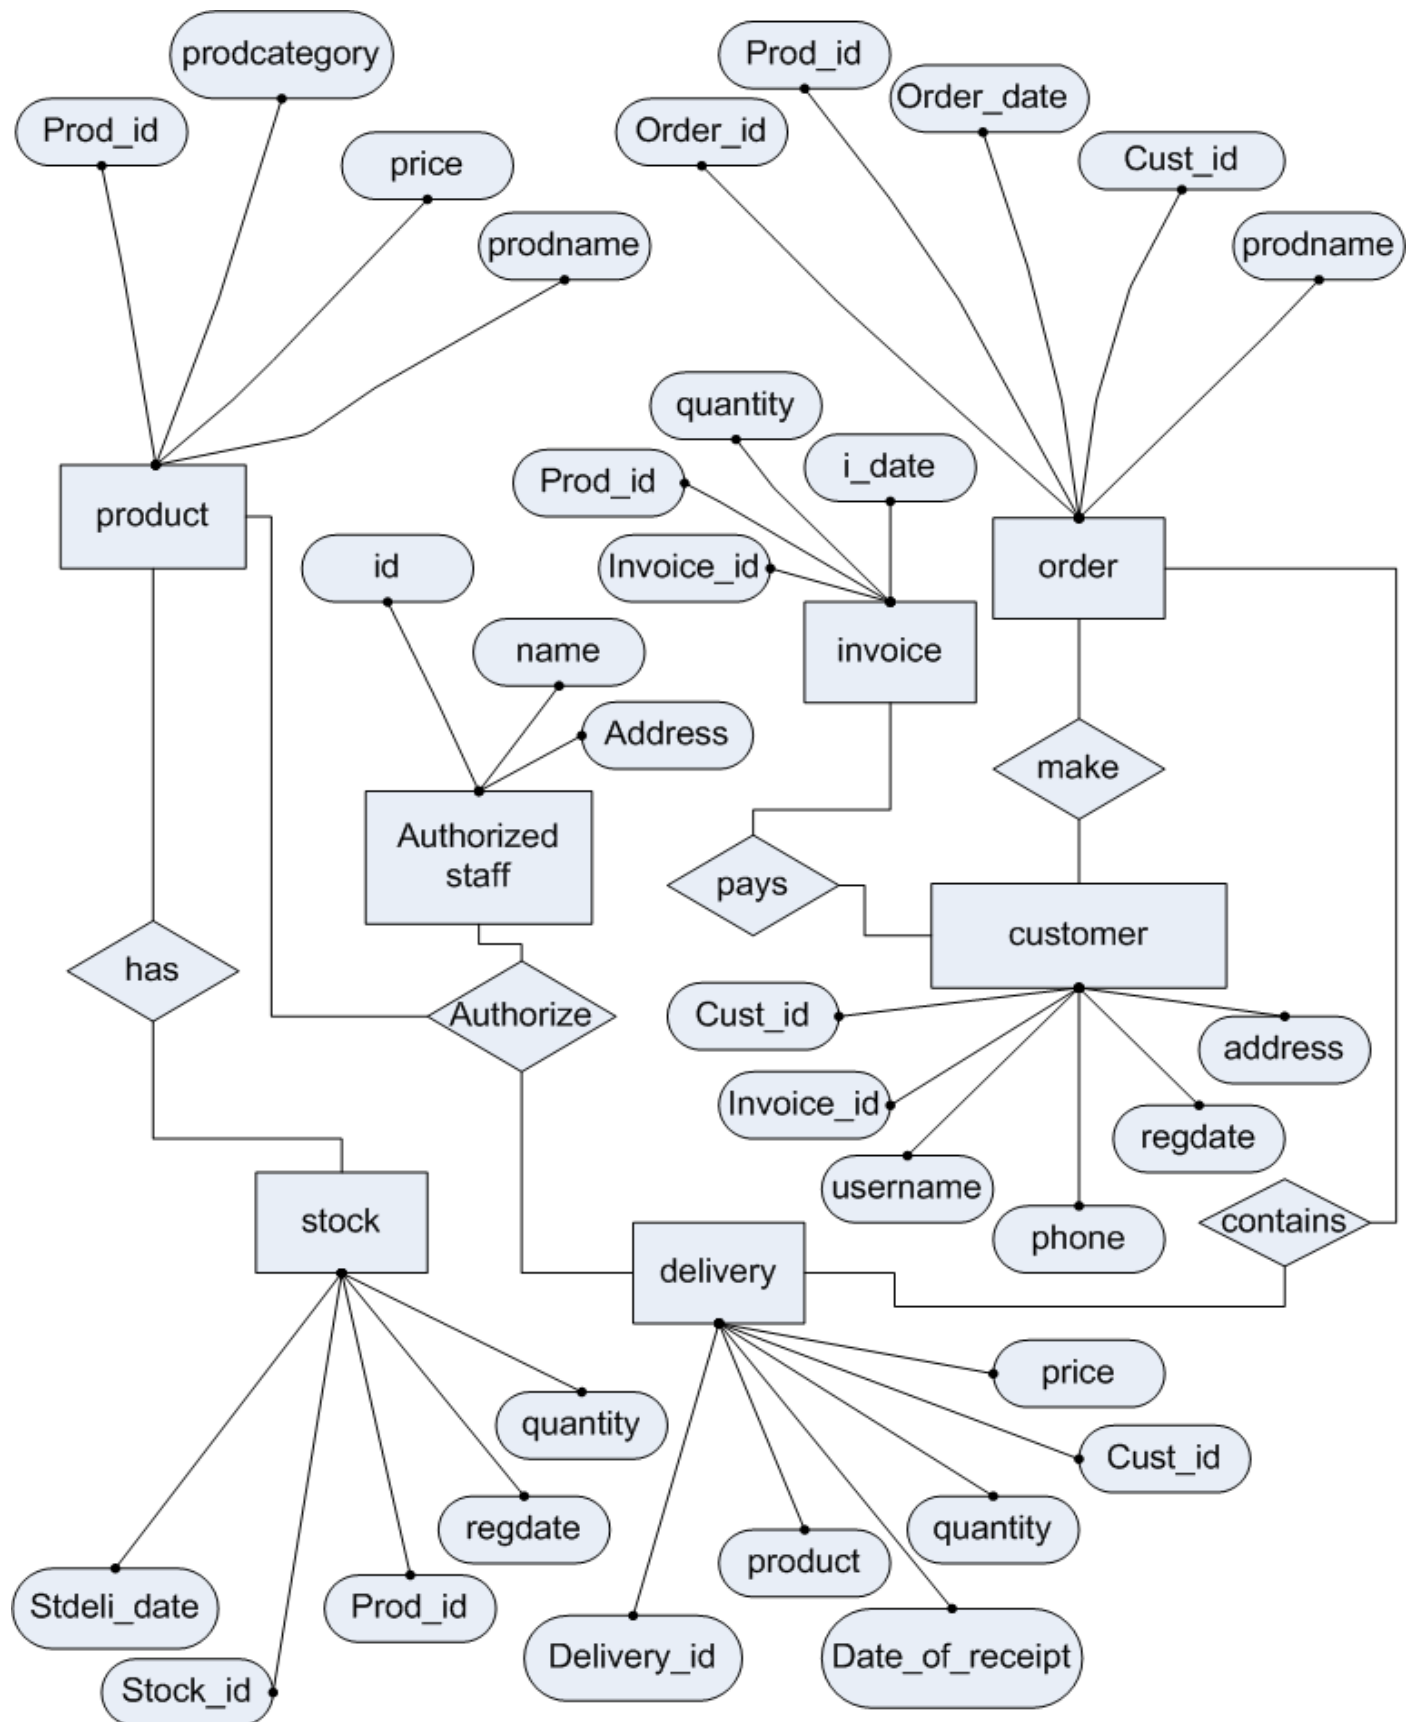 prodcategory
Prod_id
price
prodname
Prod_id
Order_date
Order_id
Cust_id
prodname
quantity
i_date
Prod_id
Invoice_id
product
order
id
invoice
name
Address
make
Authorized
staff
pays
customer
has
Authorize
Cust_id
address
Invoice_id
regdate
username
phone
contains
stock
delivery
price
quantity
Cust_id
regdate
quantity
product
Stdeli_date
Prod_id
Delivery_id
Date_of_receipt
Stock_id